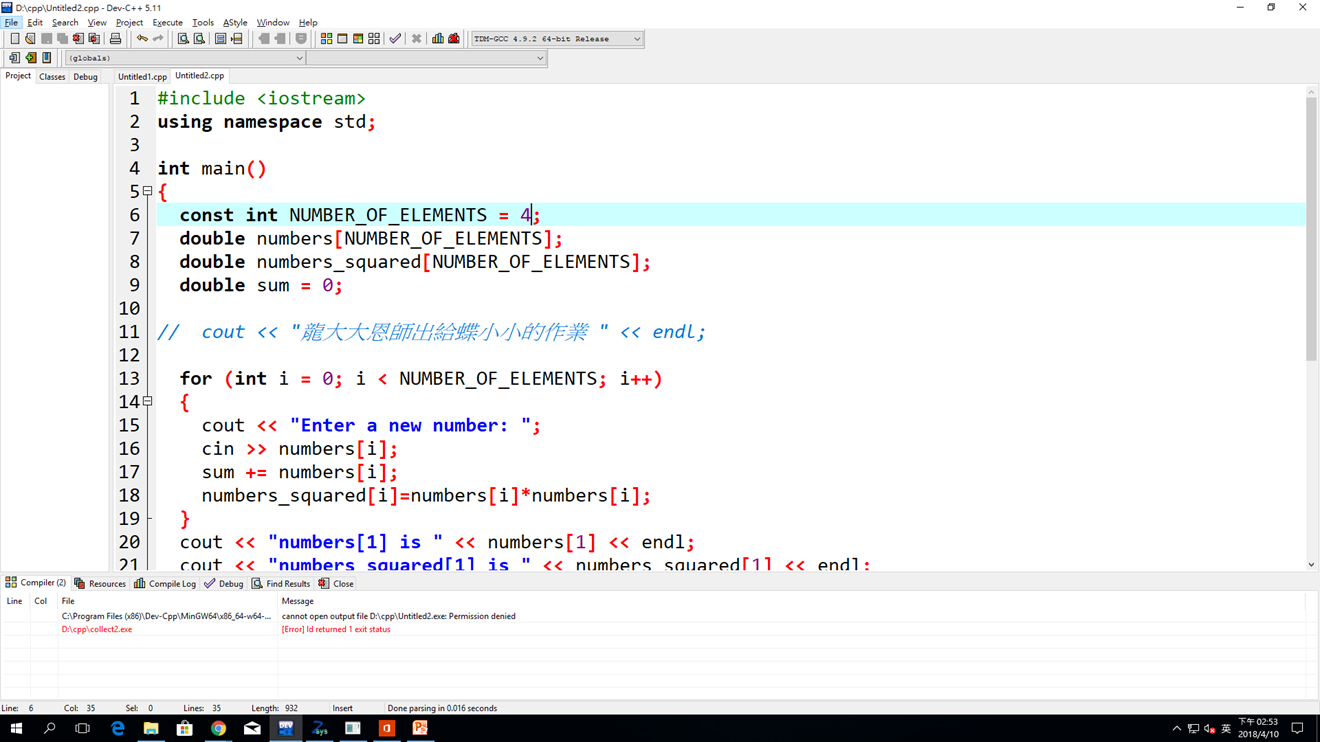 D:\cpp\Untitled2.cpp - Dev-C++ 5.11
File Edit Search View Project Execute Tools AStyle Window Help
TDM-GCC 4.9.2 64-bit Release
(globals)
Project Classes Debug Untitled1.cpp Untitled2.cpp
1 #include <iostream>
2 using namespace std;
3
4 int main()
5 {
6 const int NUMBER_OF_ELEMENTS = 4;
7 double numbers[NUMBER_OF_ELEMENTS];
8 double numbers_squared[NUMBER_OF_ELEMENTS];
9 double sum = 0;
10
11 // cout << "龍大大恩師出給蝶小小的作業 " << endl;
12
13 for (int i = 0; i < NUMBER_OF_ELEMENTS; i++)
14 {
15 cout << "Enter a new number: ";
16 cin >> numbers[i];
17 sum += numbers[i];
18 numbers_squared[i]=numbers[i]*numbers[i];
19 }
20 cout << "numbers[1] is " << numbers[1] << endl;
21 cout << "numbers_squared[1] is " << numbers_squared[1] << endl;
Compiler (2) Resources Compile Log Debug Find Results Close
Line Col File Message
C:\Program Files (x86)\Dev-Cpp\MinGW64\x86_64-w64-... cannot open output file D:\cpp\Untitled2.exe: Permission denied
D:\cpp\collect2.exe [Error] ld returned 1 exit status
Line: 6 Col: 35 Sel: 0 Lines: 35 Length: 932 Insert Done parsing in 0.016 seconds
英 下午 02:53
2018/4/10